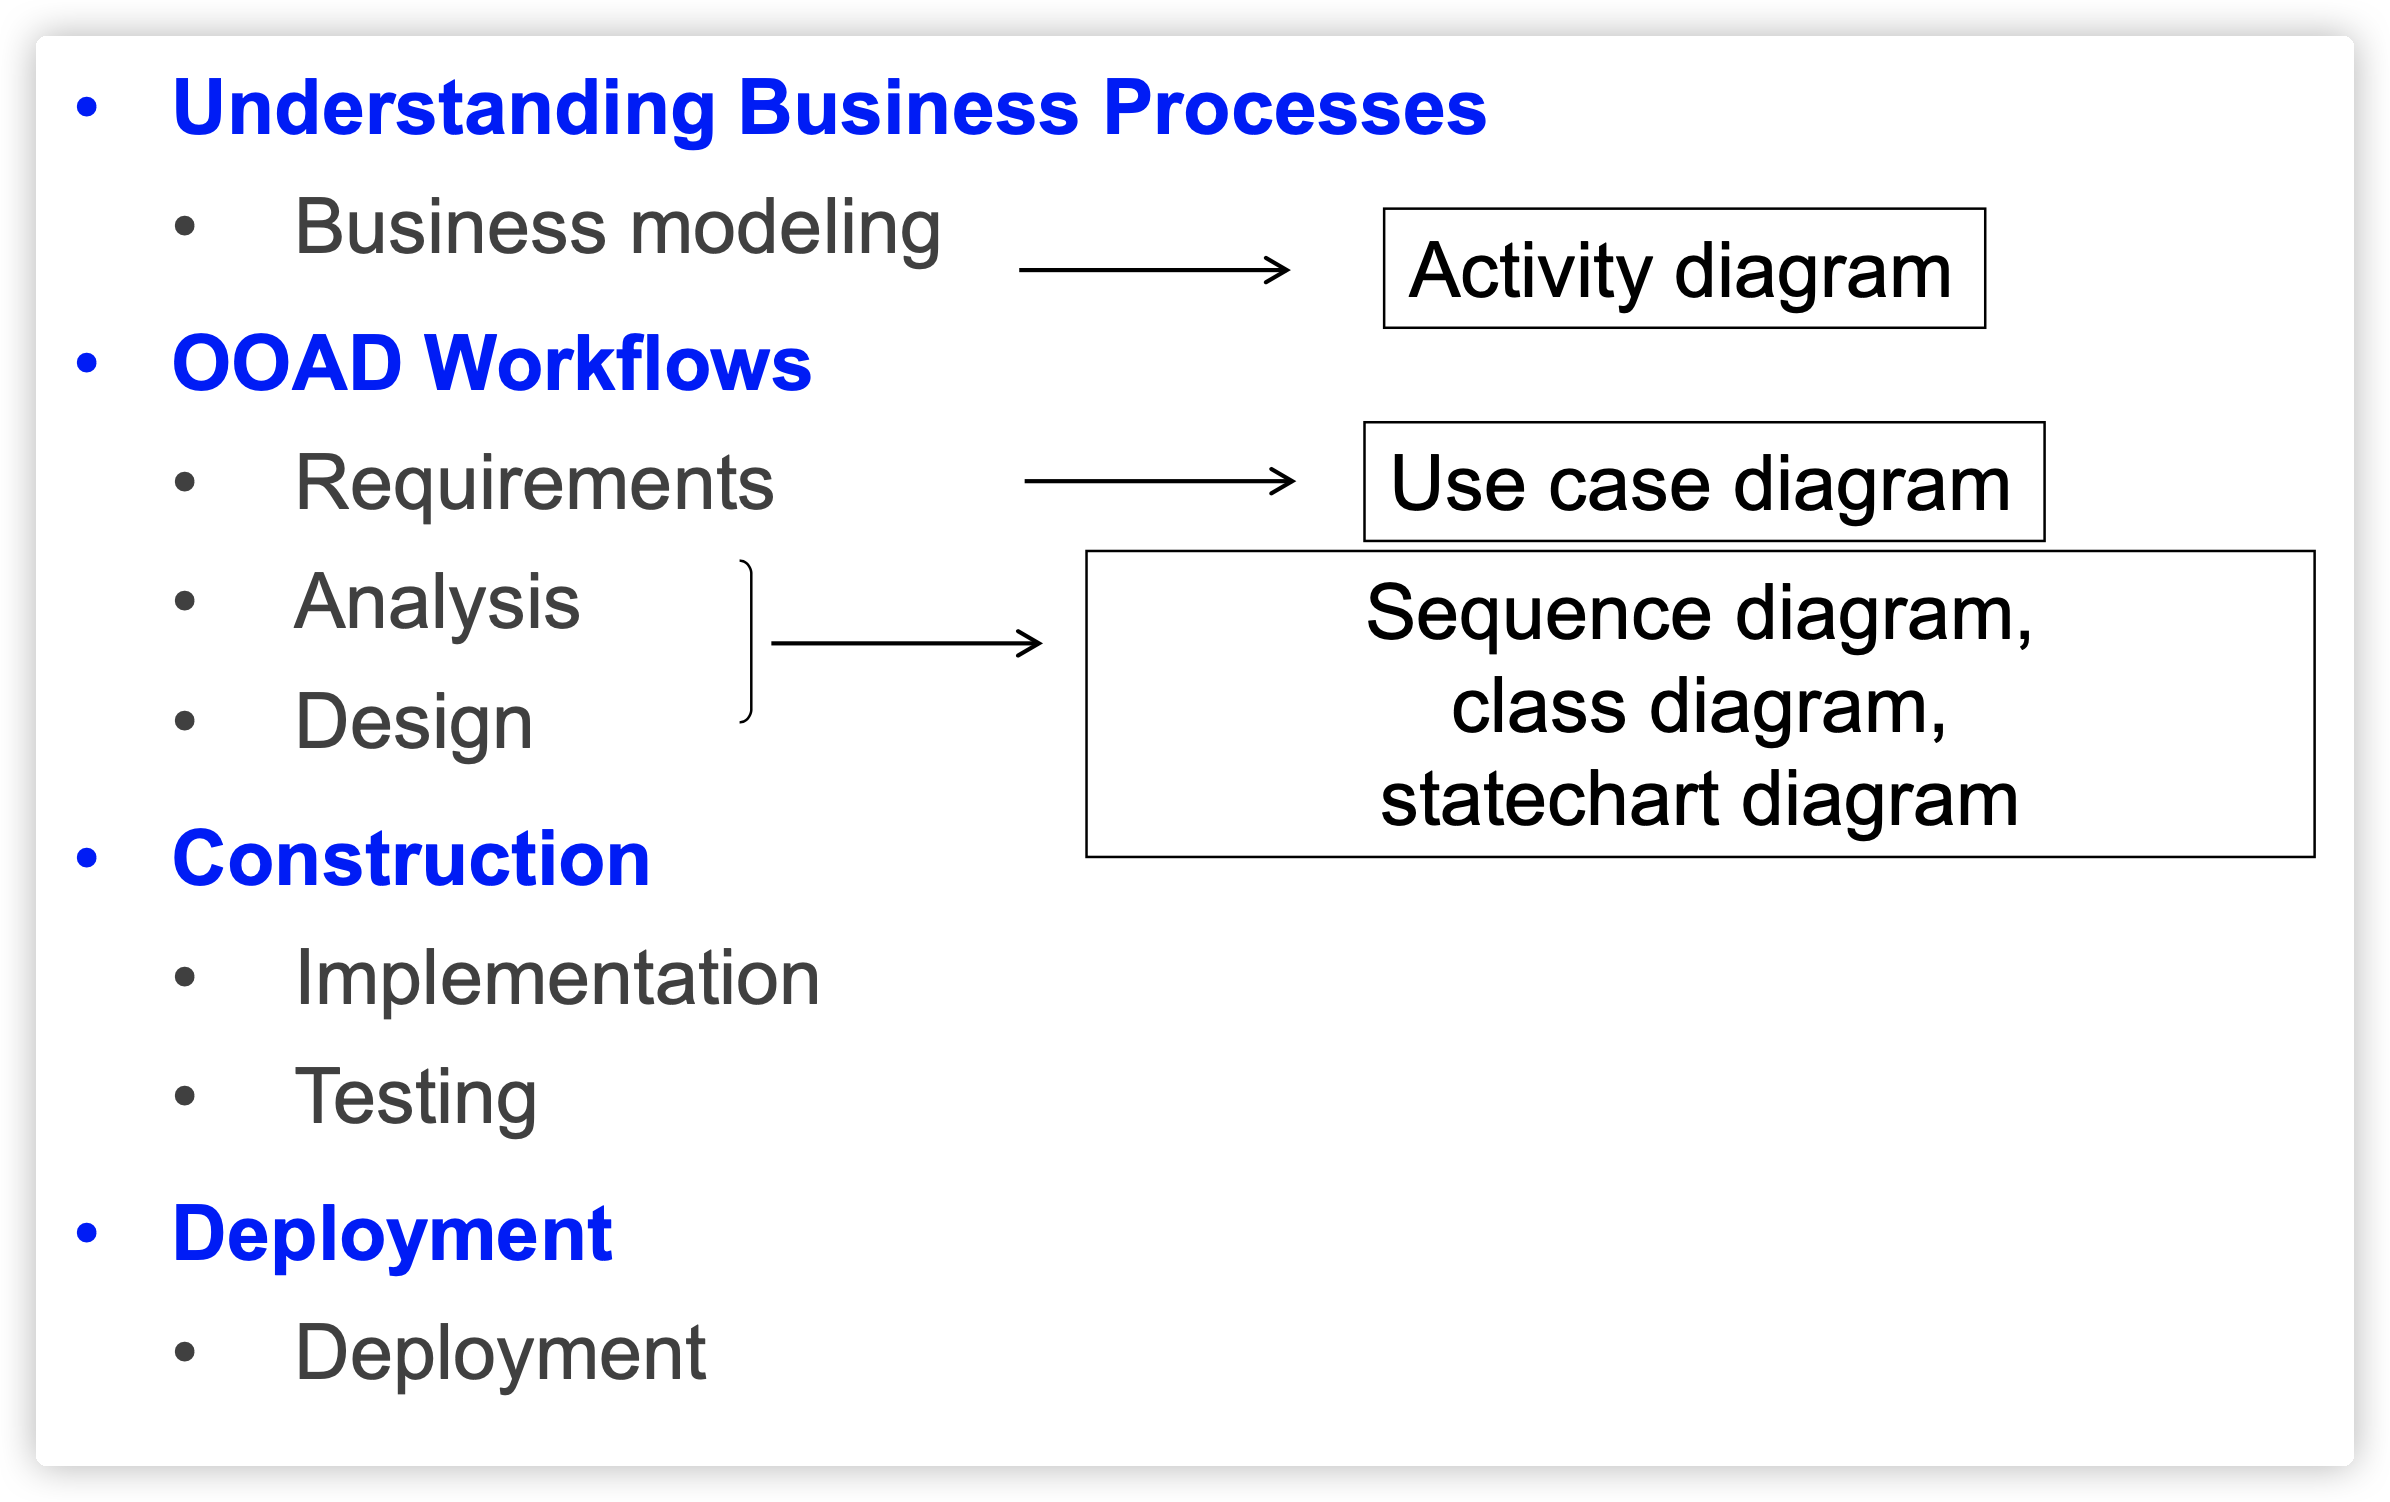 • Understanding Business Processes
• Business modeling
Activity diagram
• OOAD Workflows
• Requirements
Use case diagram
• Analysis
• Design
Sequence diagram,
class diagram,
statechart diagram
• Construction
• Implementation
• Testing
• Deployment
• Deployment